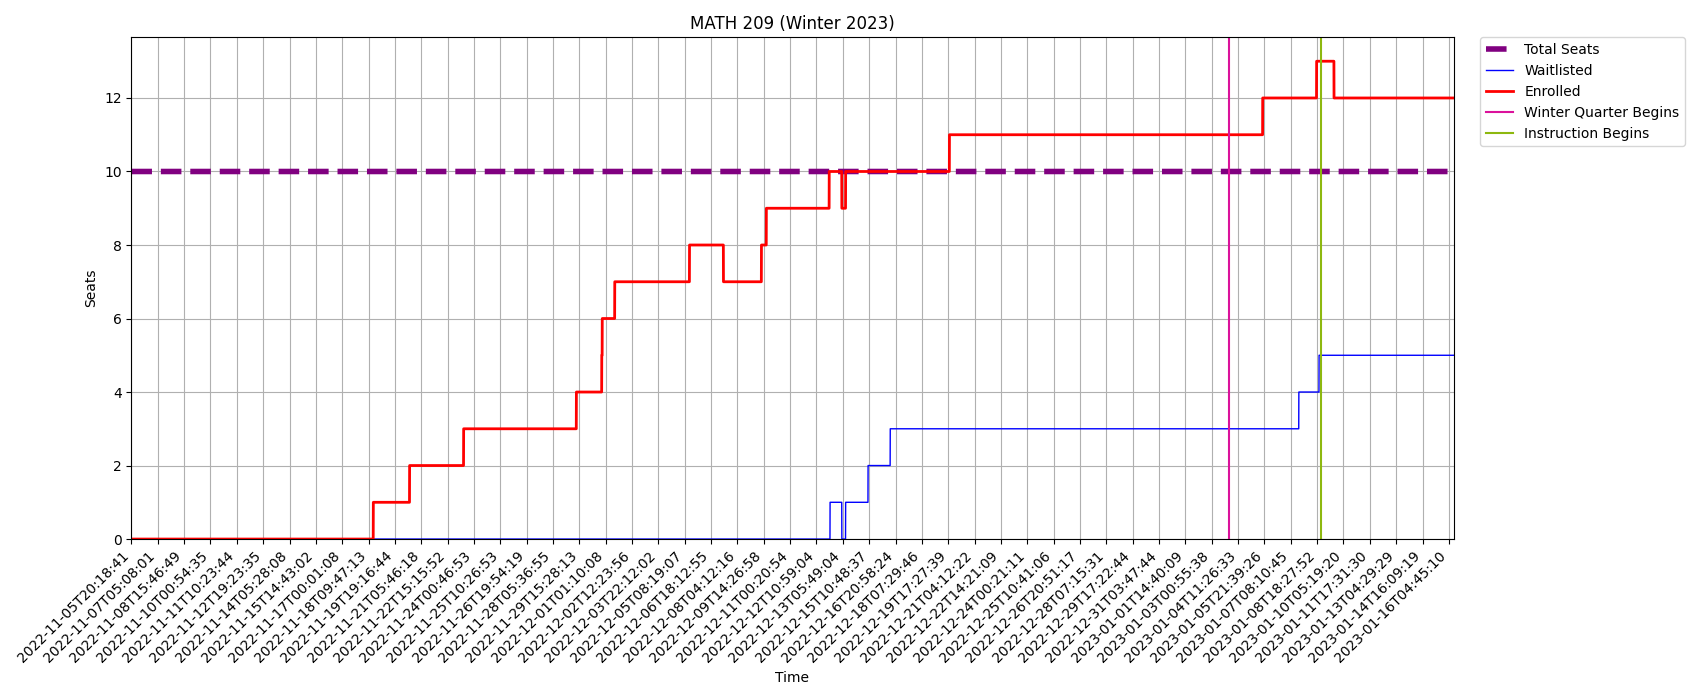 MATH 209 (Winter 2023)
Total Seats
Waitlisted
Enrolled
Winter Quarter Begins
Instruction Begins
Seats
12
10
8
6
4
2
0
2022-11-05T20:18:41
2022-11-07T05:08:01
2022-11-08T15:46:49
2022-11-10T00:54:35
2022-11-11T10:23:44
2022-11-12T19:23:35
2022-11-14T05:28:08
2022-11-15T14:43:02
2022-11-17T00:01:08
2022-11-18T09:47:13
2022-11-19T19:16:44
2022-11-21T05:46:18
2022-11-22T15:15:52
2022-11-24T00:46:53
2022-11-25T10:26:53
2022-11-26T19:54:19
2022-11-28T05:36:55
2022-11-29T15:28:13
2022-12-01T01:10:08
2022-12-02T12:23:56
2022-12-03T22:12:02
2022-12-05T08:19:07
2022-12-06T18:12:55
2022-12-08T04:12:16
2022-12-09T14:26:58
2022-12-11T00:20:54
2022-12-12T10:59:04
2022-12-13T05:49:04
2022-12-15T10:48:37
2022-12-16T20:58:24
2022-12-18T07:29:46
2022-12-19T17:27:39
2022-12-21T04:12:22
2022-12-22T14:21:09
2022-12-24T00:21:11
2022-12-25T10:41:06
2022-12-26T20:51:17
2022-12-28T07:15:31
2022-12-29T17:22:44
2022-12-31T03:47:44
2023-01-01T14:40:09
2023-01-03T00:55:38
2023-01-04T11:26:33
2023-01-05T21:39:26
2023-01-07T08:10:45
2023-01-08T18:27:52
2023-01-10T05:19:20
2023-01-11T17:31:30
2023-01-13T04:29:29
2023-01-14T16:09:19
2023-01-16T04:45:10
Time